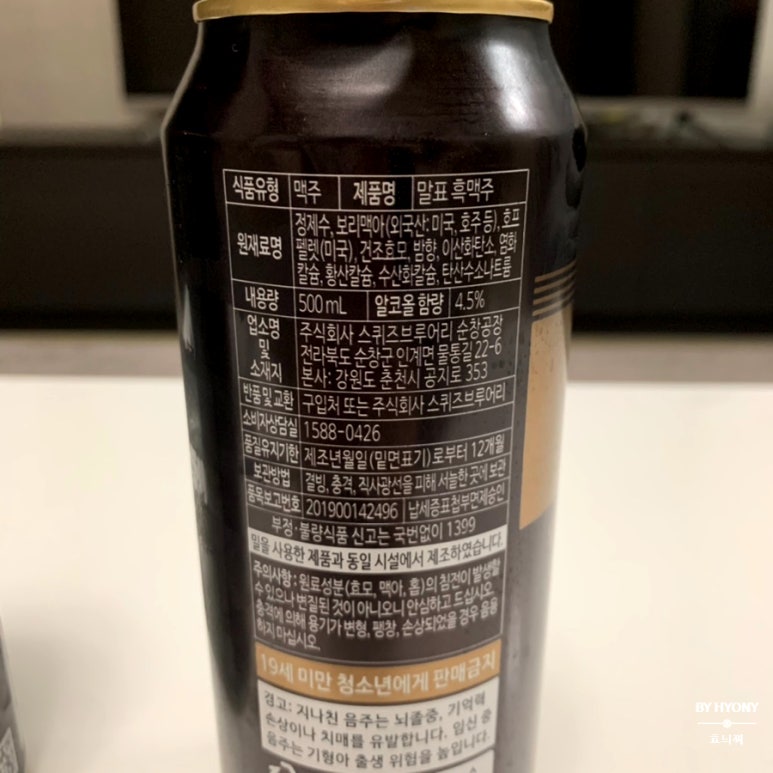 식품유형 맥주 제품명 말표 흑맥주
원재료명 정제수, 보리맥아(외국산: 미국, 호주 등), 호프
펠렛(미국), 건조효모, 밤향, 이산화탄소, 염화
칼슘, 황산칼슘, 수산화칼슘, 탄산수소나트륨
내용량 500mL 알코올 함량 4.5%
업소명 및 소재지 주식회사 스퀴즈브루어리 순창공장
전라북도 순창군 인계면 물통길 22-6
본사: 강원도 춘천시 공지로 353
반품 및 교환 구입처 또는 주식회사 스퀴즈브루어리
소비자상담실 1588-0426
품질유지기한 제조년월일(밑면표기)로부터 12개월
보관방법 결빙, 충격, 직사광선을 피해 서늘한 곳에 보관
품목보고번호 201900142496 납세증표첩부면제승인
부정·불량식품 신고는 국번없이 1399
밀을 사용한 제품과 동일 시설에서 제조하였습니다.
주의사항: 원료성분(효모, 맥아, 홉)의 침전이 발생할
수 있으나 변질된 것이 아니오니 안심하고 드십시오.
충격에 의해 용기가 변형, 팽창, 손상되었을 경우 음용
하지 마십시오.
19세 미만 청소년에게 판매금지
경고: 지나친 음주는 뇌졸중, 기억력
손상이나 치매를 유발합니다. 임신 중
음주는 기형아 출생 위험을 높입니다.
BY HYONY